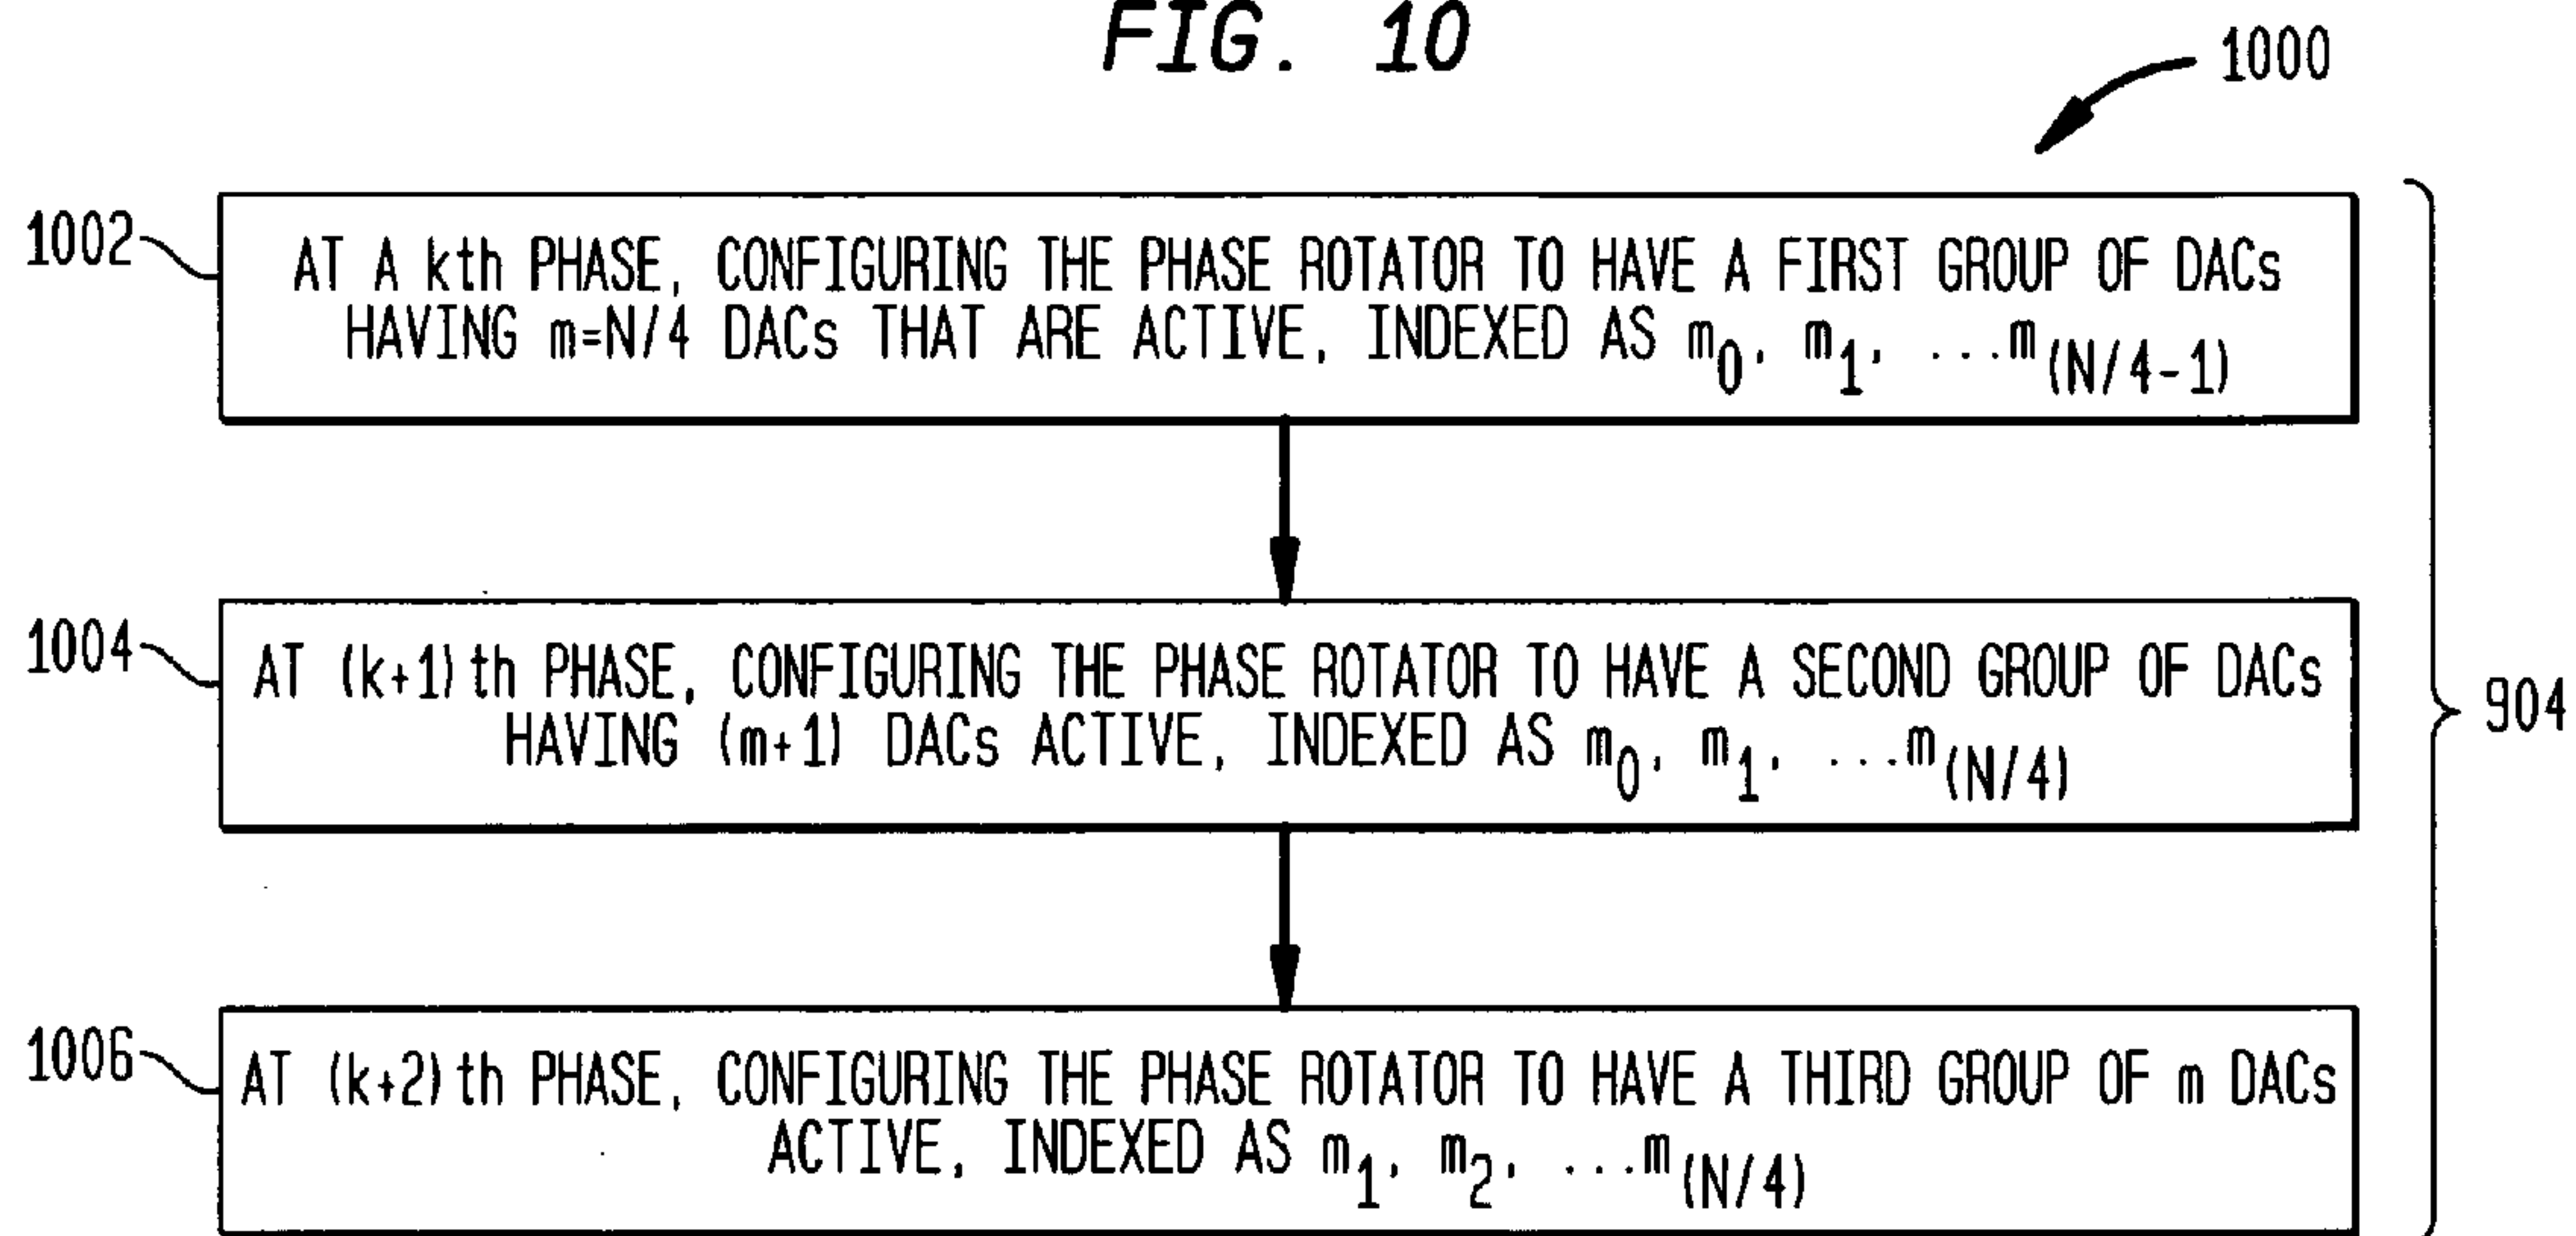 FIG. 10
1000
1002
AT A kth PHASE, CONFIGURING THE PHASE ROTATOR TO HAVE A FIRST GROUP OF DACs
HAVING m=N/4 DACs THAT ARE ACTIVE, INDEXED AS m0, m1, ...m(N/4-1)
1004
AT (k+1)th PHASE, CONFIGURING THE PHASE ROTATOR TO HAVE A SECOND GROUP OF DACs
HAVING (m+1) DACs ACTIVE, INDEXED AS m0, m1, ...m(N/4)
904
1006
AT (k+2)th PHASE, CONFIGURING THE PHASE ROTATOR TO HAVE A THIRD GROUP OF m DACs
ACTIVE, INDEXED AS m1, m2, ...m(N/4)